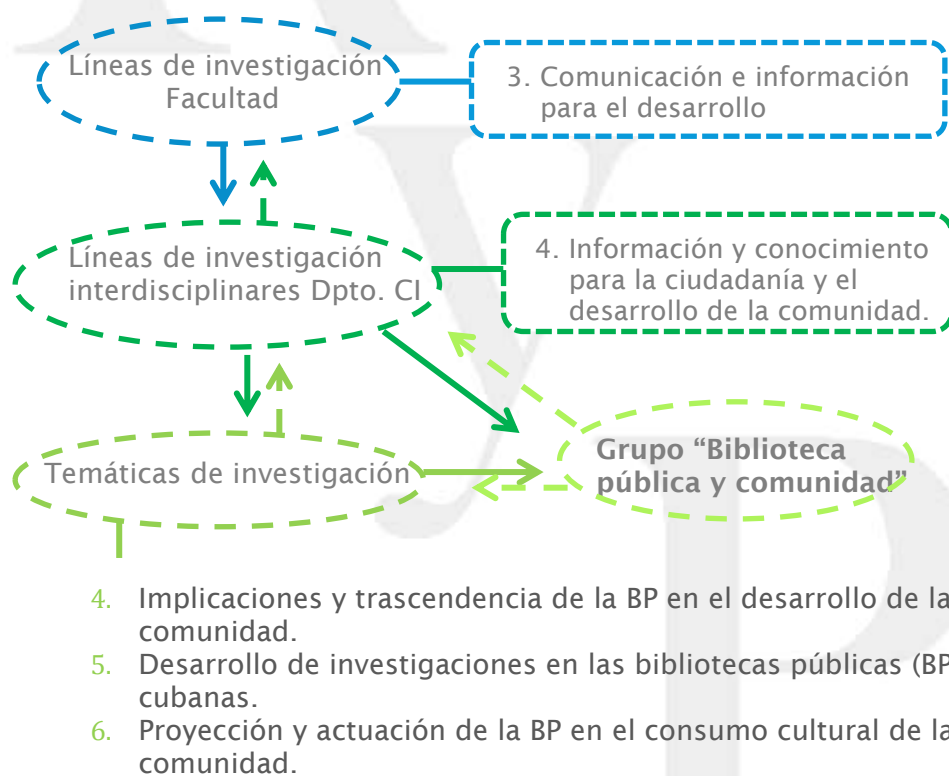 Líneas de investigación
Facultad
3. Comunicación e información
para el desarrollo
Líneas de investigación
interdisciplinares Dpto. CI
4. Información y conocimiento
para la ciudadanía y el
desarrollo de la comunidad.
Temáticas de investigación
Grupo “Biblioteca
pública y comunidad”
4. Implicaciones y trascendencia de la BP en el desarrollo de la
comunidad.
5. Desarrollo de investigaciones en las bibliotecas públicas (BP
cubanas.
6. Proyección y actuación de la BP en el consumo cultural de la
comunidad.